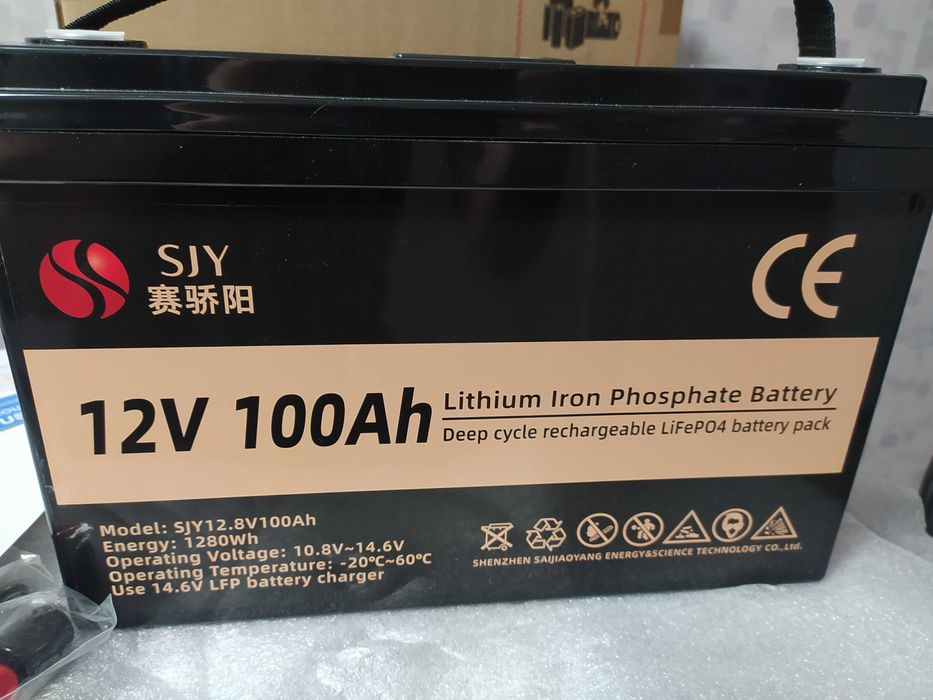 SJY
赛骄阳
CE
12V 100Ah
Lithium Iron Phosphate Battery
Deep cycle rechargeable LiFePO4 battery pack
Model: SJY12.8V100Ah
Energy: 1280Wh
Operating Voltage: 10.8V~14.6V
Operating Temperature: -20℃~60℃
Use 14.6V LFP battery charger
SHENZHEN SAIJIAOYANG ENERGY&SCIENCE TECHNOLOGY CO.,Ltd.